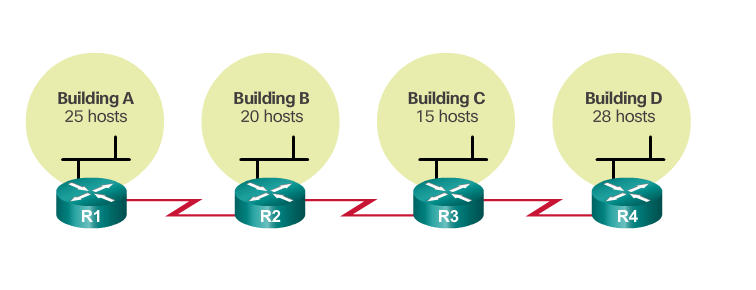 Building A
25 hosts
Building B
20 hosts
Building C
15 hosts
Building D
28 hosts
R1
R2
R3
R4